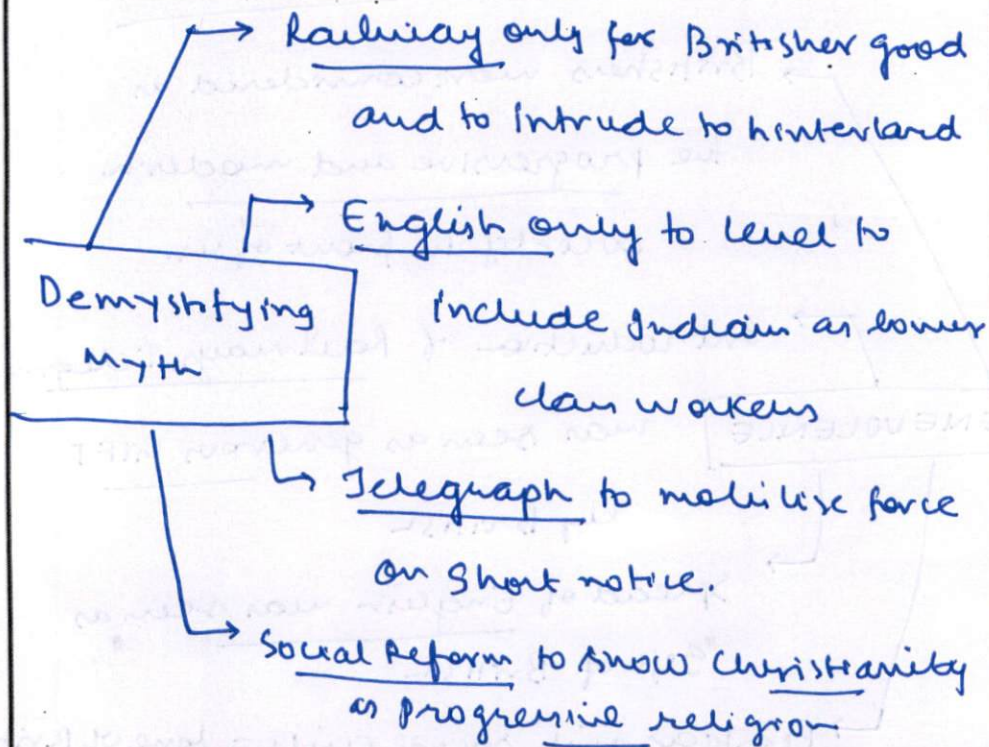 Railway only for Britisher good
and to intrude to hinterland
English only to level to
Demystifying
include Indian as lower
Myth
class workers
Telegraph to mobilise force
on short notice.
Social Reform to show Christianity
as progressive religion